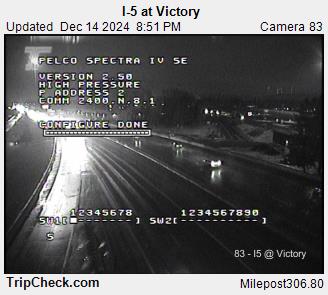 I-5 at Victory
Updated Dec 14 2024 8:51 PM Camera 83
PELCO SPECTRA IV SE
VERSION 2.50
HIGH PRESSURE
P ADDRESS 2
COMM 2400.N.8.1
CONFIGURE DONE
12345678 1234567890
SW1[ ■------- ] SW2[ ---------- ]
S
83 - I5 @ Victory
TripCheck.com Milepost306.80